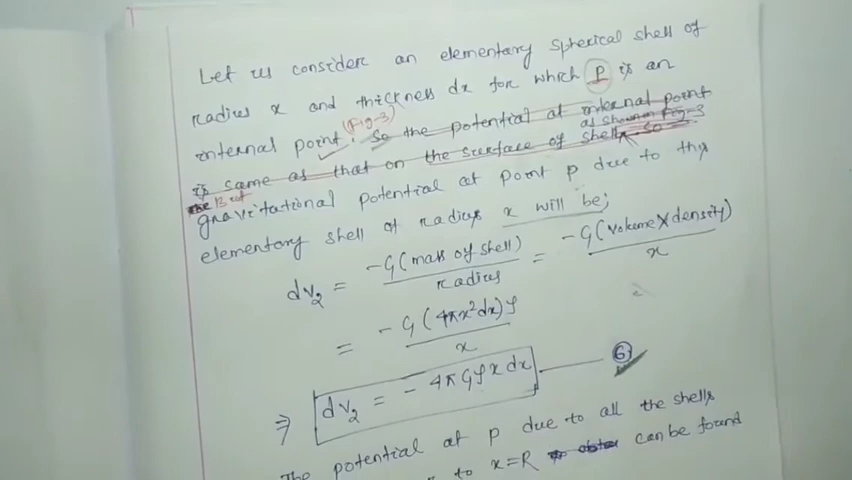 Let us consider an elementary spherical shell of
radius x and thickness dx for which P is an
internal point. (Fig-3) So the potential at internal point
is same as that on the surface of shell as shown in Fig-3 So
the But
gravitational potential at point p due to this
elementary shell of radius x will be;
dv₂ = -G(mass of shell)/radius = -G(volume×density)/x
= -G(4πx²dx)ρ/x
⇒ dv₂ = -4πGρx dx — 6
The potential at p due to all the shells
to x=R can be found